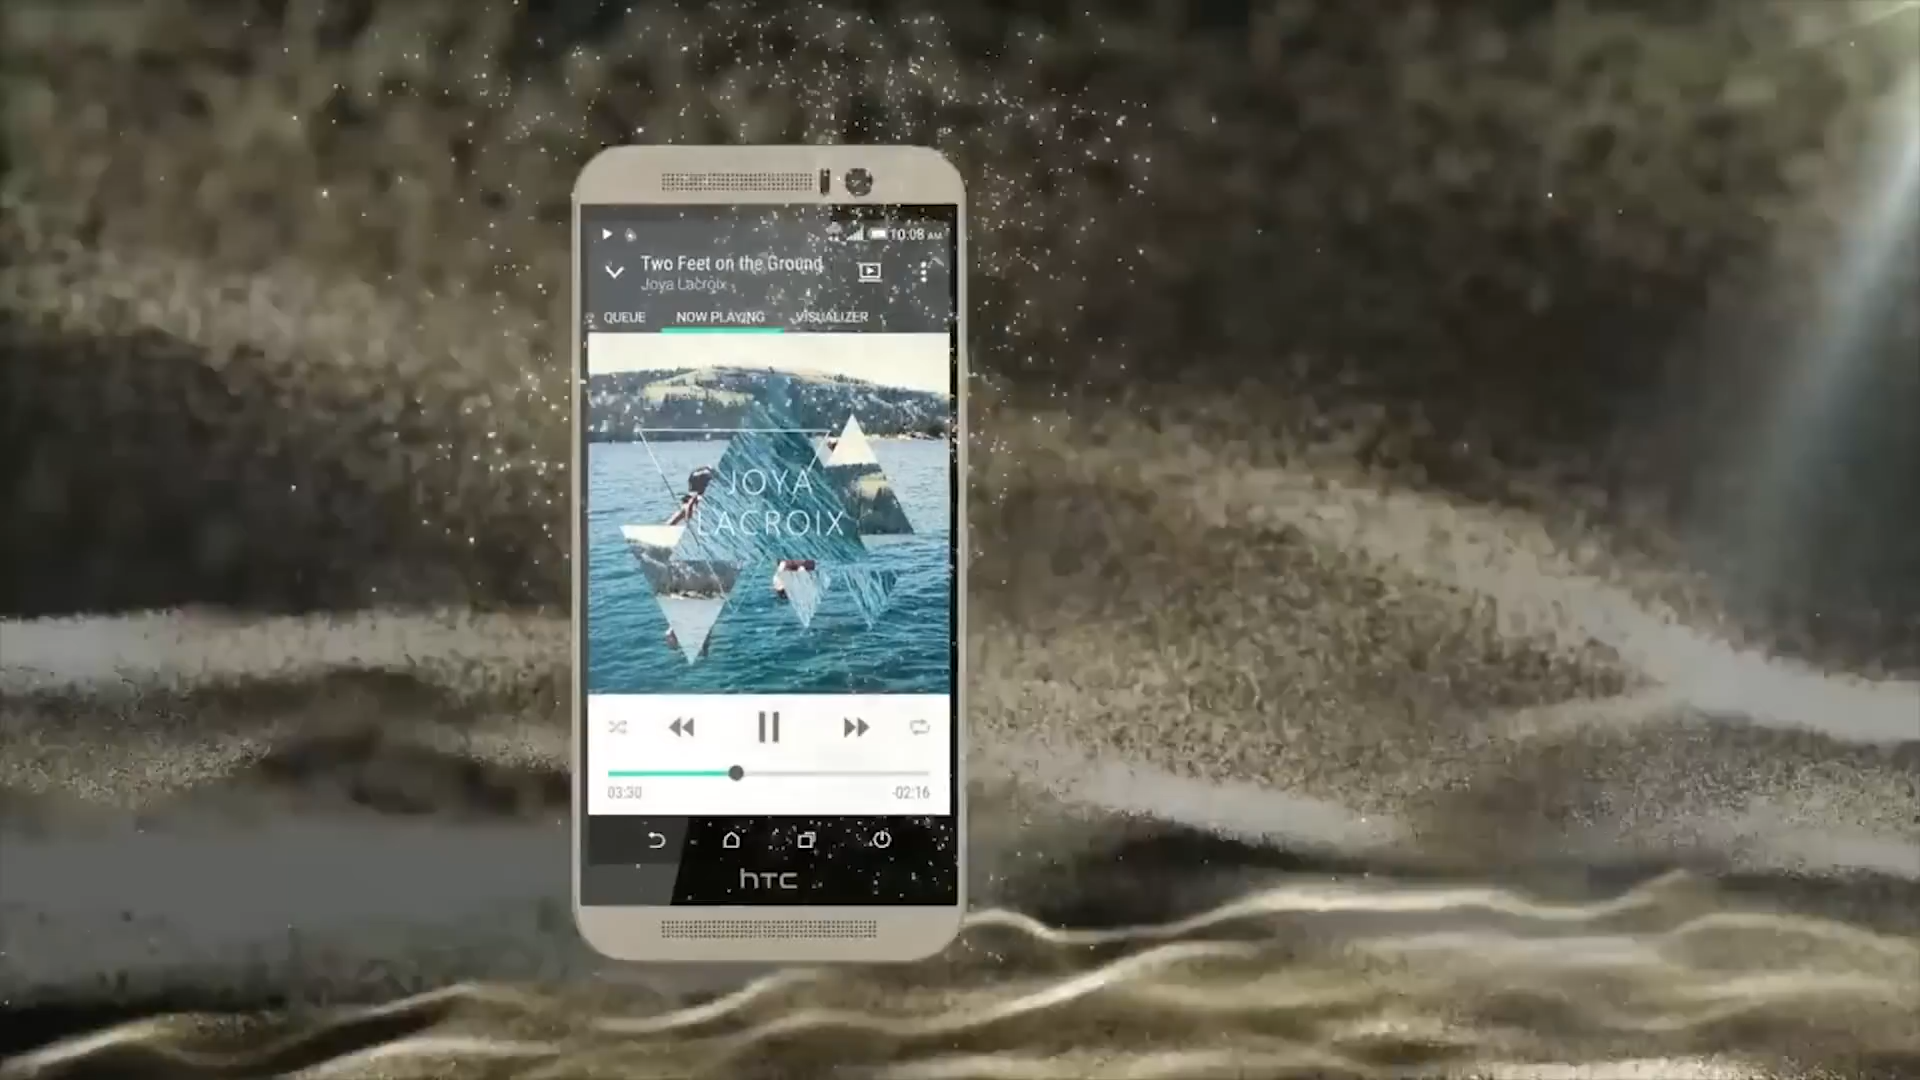 10:08 AM
Two Feet on the Ground
Joya Lacroix
QUEUE NOW PLAYING VISUALIZER
JOYA
LACROIX
03:30 -02:16
hTC